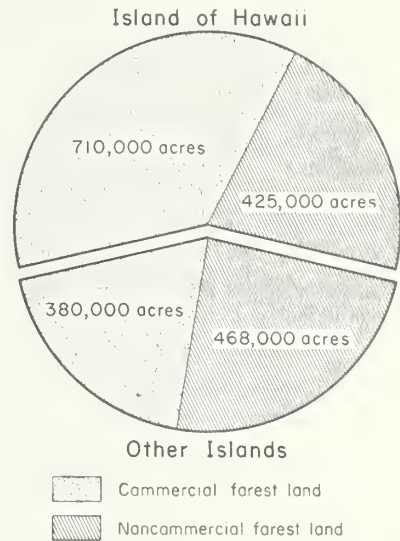 Island of Hawaii
710,000 acres
425,000 acres
380,000 acres
468,000 acres
Other Islands
Commercial forest land
Noncommercial forest land